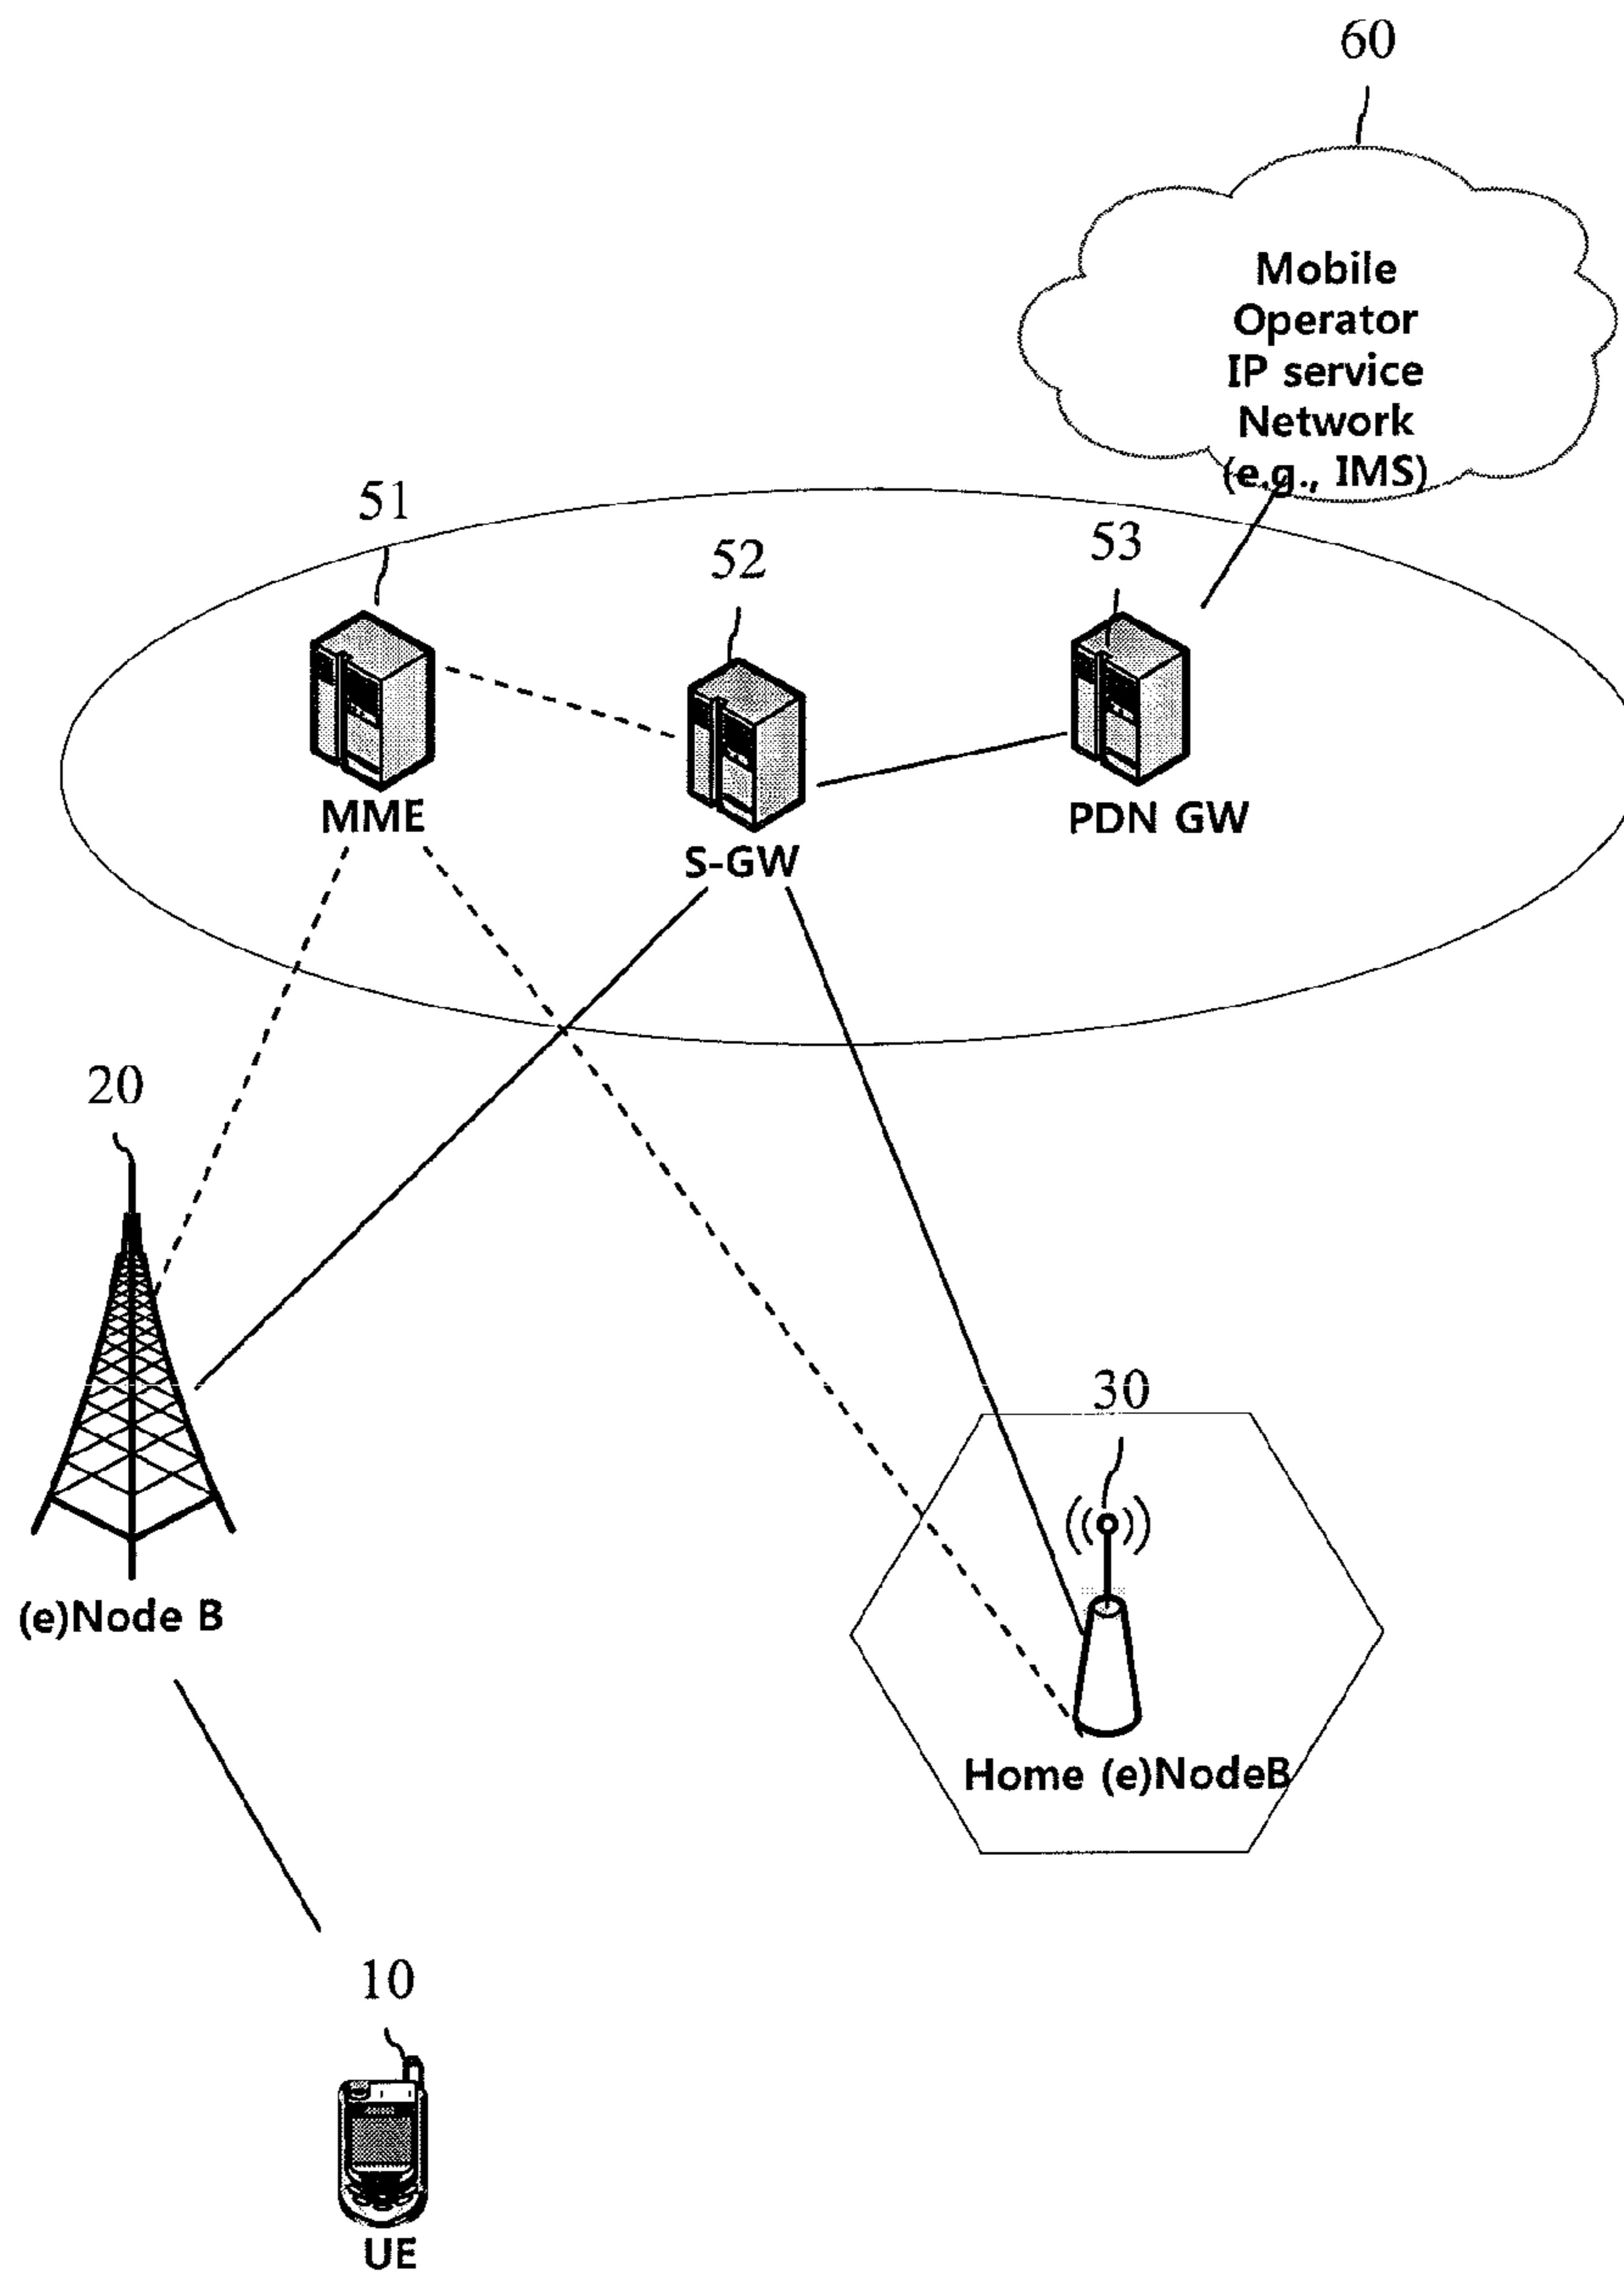 60
Mobile
Operator
IP service
Network
(e.g., IMS)
51
52
53
MME
S-GW
PDN GW
20
30
(e)Node B
Home (e)NodeB
10
UE